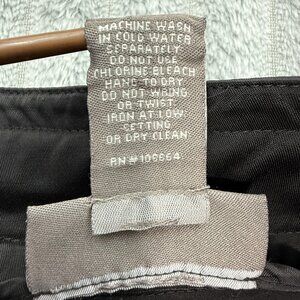 MACHINE WASH
IN COLD WATER
SEPARATELY
DO NOT USE
CHLORINE BLEACH
HANG TO DRY
DO NOT WRING
OR TWIST
IRON AT LOW
SETTING
OR DRY CLEAN
RN#106664